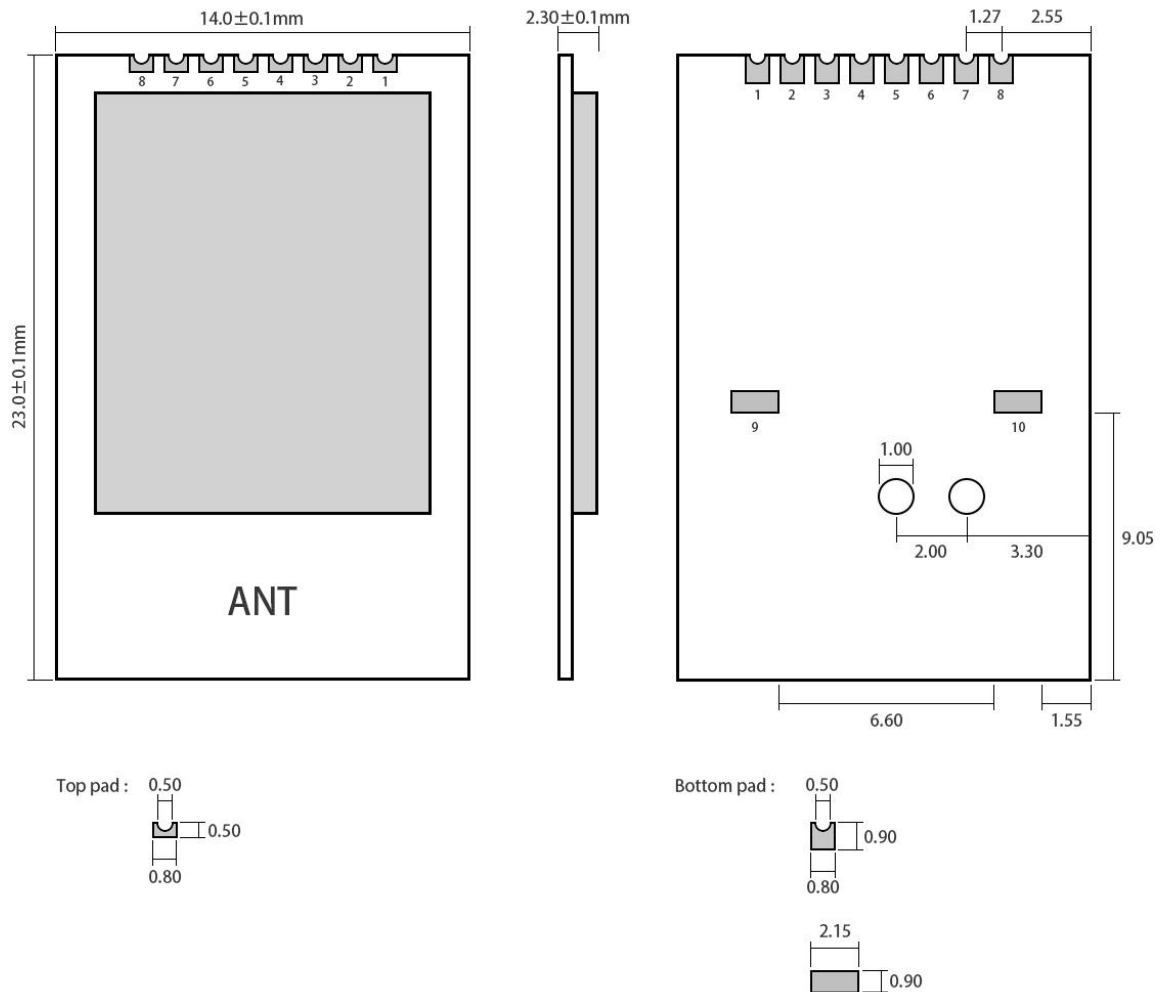 14.0±0.1mm
2.30±0.1mm
1.27
2.55
8 7 6 5 4 3 2 1
1 2 3 4 5 6 7 8
23.0±0.1mm
9
10
1.00
2.00
3.30
9.05
ANT
6.60
1.55
Top pad :
0.50
0.50
0.80
Bottom pad :
0.50
0.90
0.80
2.15
0.90